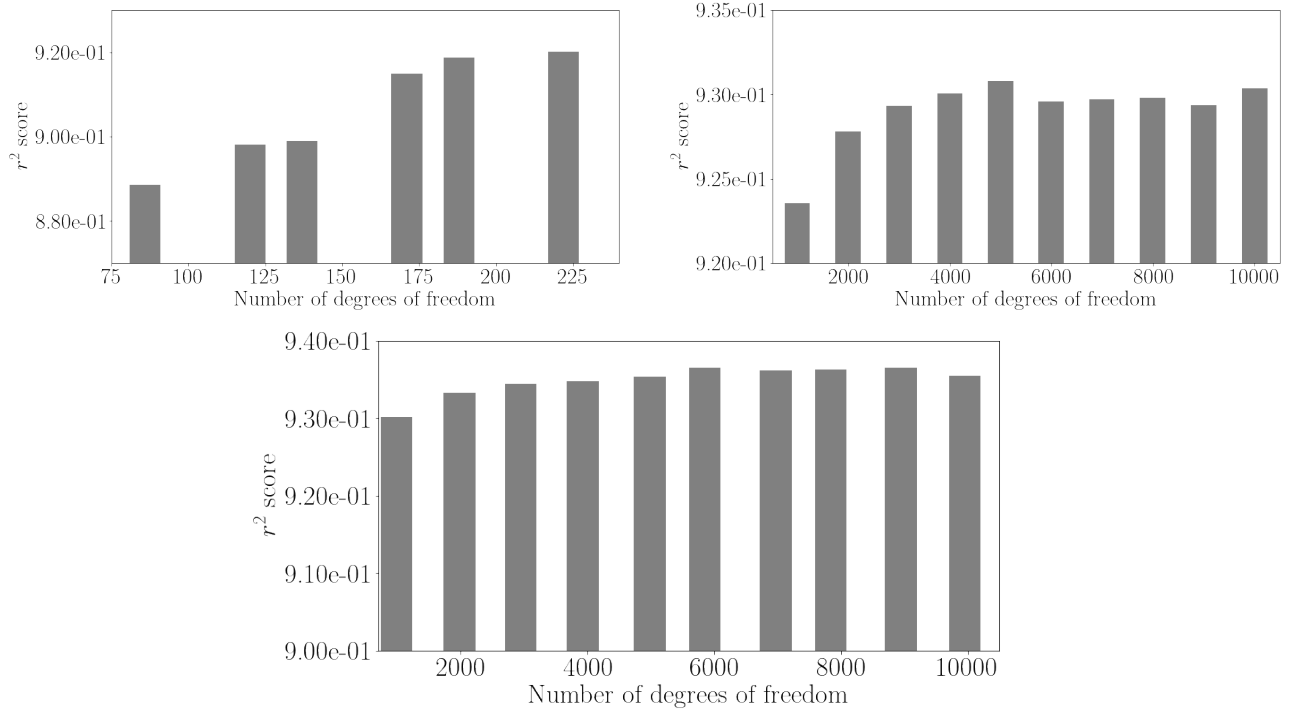 9.20e-01
9.00e-01
8.80e-01
r² score
75 100 125 150 175 200 225
Number of degrees of freedom
9.35e-01
9.30e-01
9.25e-01
9.20e-01
r² score
2000 4000 6000 8000 10000
Number of degrees of freedom
9.40e-01
9.30e-01
9.20e-01
9.10e-01
9.00e-01
r² score
2000 4000 6000 8000 10000
Number of degrees of freedom